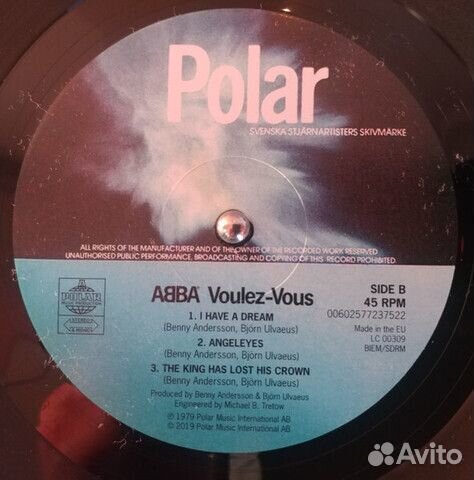 Polar
SVENSKA STJÄRNARTISTERS SKIVMÄRKE
ALL RIGHTS OF THE MANUFACTURER AND OF THE OWNER OF THE RECORDED WORK RESERVED
UNAUTHORISED PUBLIC PERFORMANCE, BROADCASTING AND COPYING OF THIS RECORD PROHIBITED
POLAR
STEREO
ABBA Voulez-Vous
SIDE B
45 RPM
00602577237522
Made in the EU
LC 00309
BIEM/SDRM
1. I HAVE A DREAM
(Benny Andersson, Björn Ulvaeus)
2. ANGELEYES
(Benny Andersson, Björn Ulvaeus)
3. THE KING HAS LOST HIS CROWN
(Benny Andersson, Björn Ulvaeus)
Produced by Benny Andersson & Björn Ulvaeus
Engineered by Michael B. Tretow
℗ 1979 Polar Music International AB
© 2019 Polar Music International AB
Avito